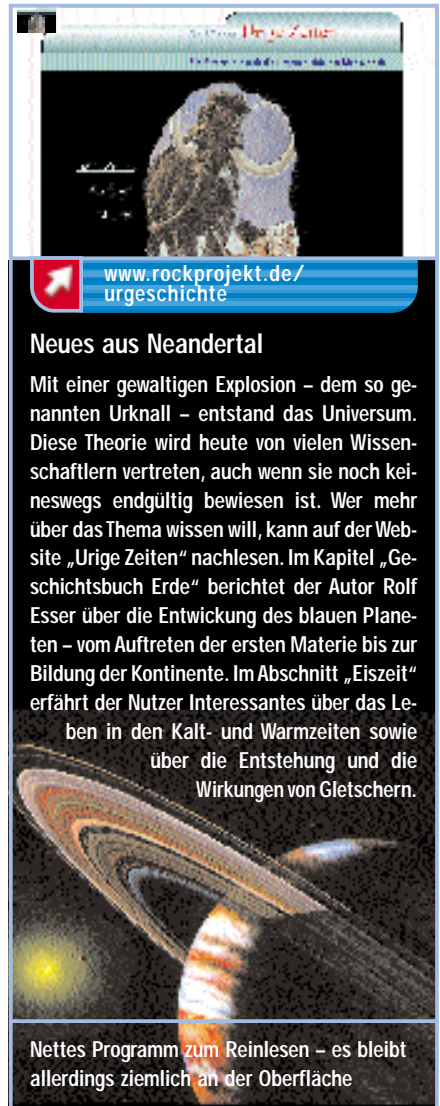 Urige Zeiten
www.rockprojekt.de/
urgeschichte
Neues aus Neandertal
Mit einer gewaltigen Explosion – dem so ge-
nannten Urknall – entstand das Universum.
Diese Theorie wird heute von vielen Wissen-
schaftlern vertreten, auch wenn sie noch kei-
neswegs endgültig bewiesen ist. Wer mehr
über das Thema wissen will, kann auf der Web-
site „Urige Zeiten“ nachlesen. Im Kapitel „Ge-
schichtsbuch Erde“ berichtet der Autor Rolf
Esser über die Entwickung des blauen Plane-
ten – vom Auftreten der ersten Materie bis zur
Bildung der Kontinente. Im Abschnitt „Eiszeit“
erfährt der Nutzer Interessantes über das Le-
ben in den Kalt- und Warmzeiten sowie
über die Entstehung und die
Wirkungen von Gletschern.
Nettes Programm zum Reinlesen – es bleibt
allerdings ziemlich an der Oberfläche